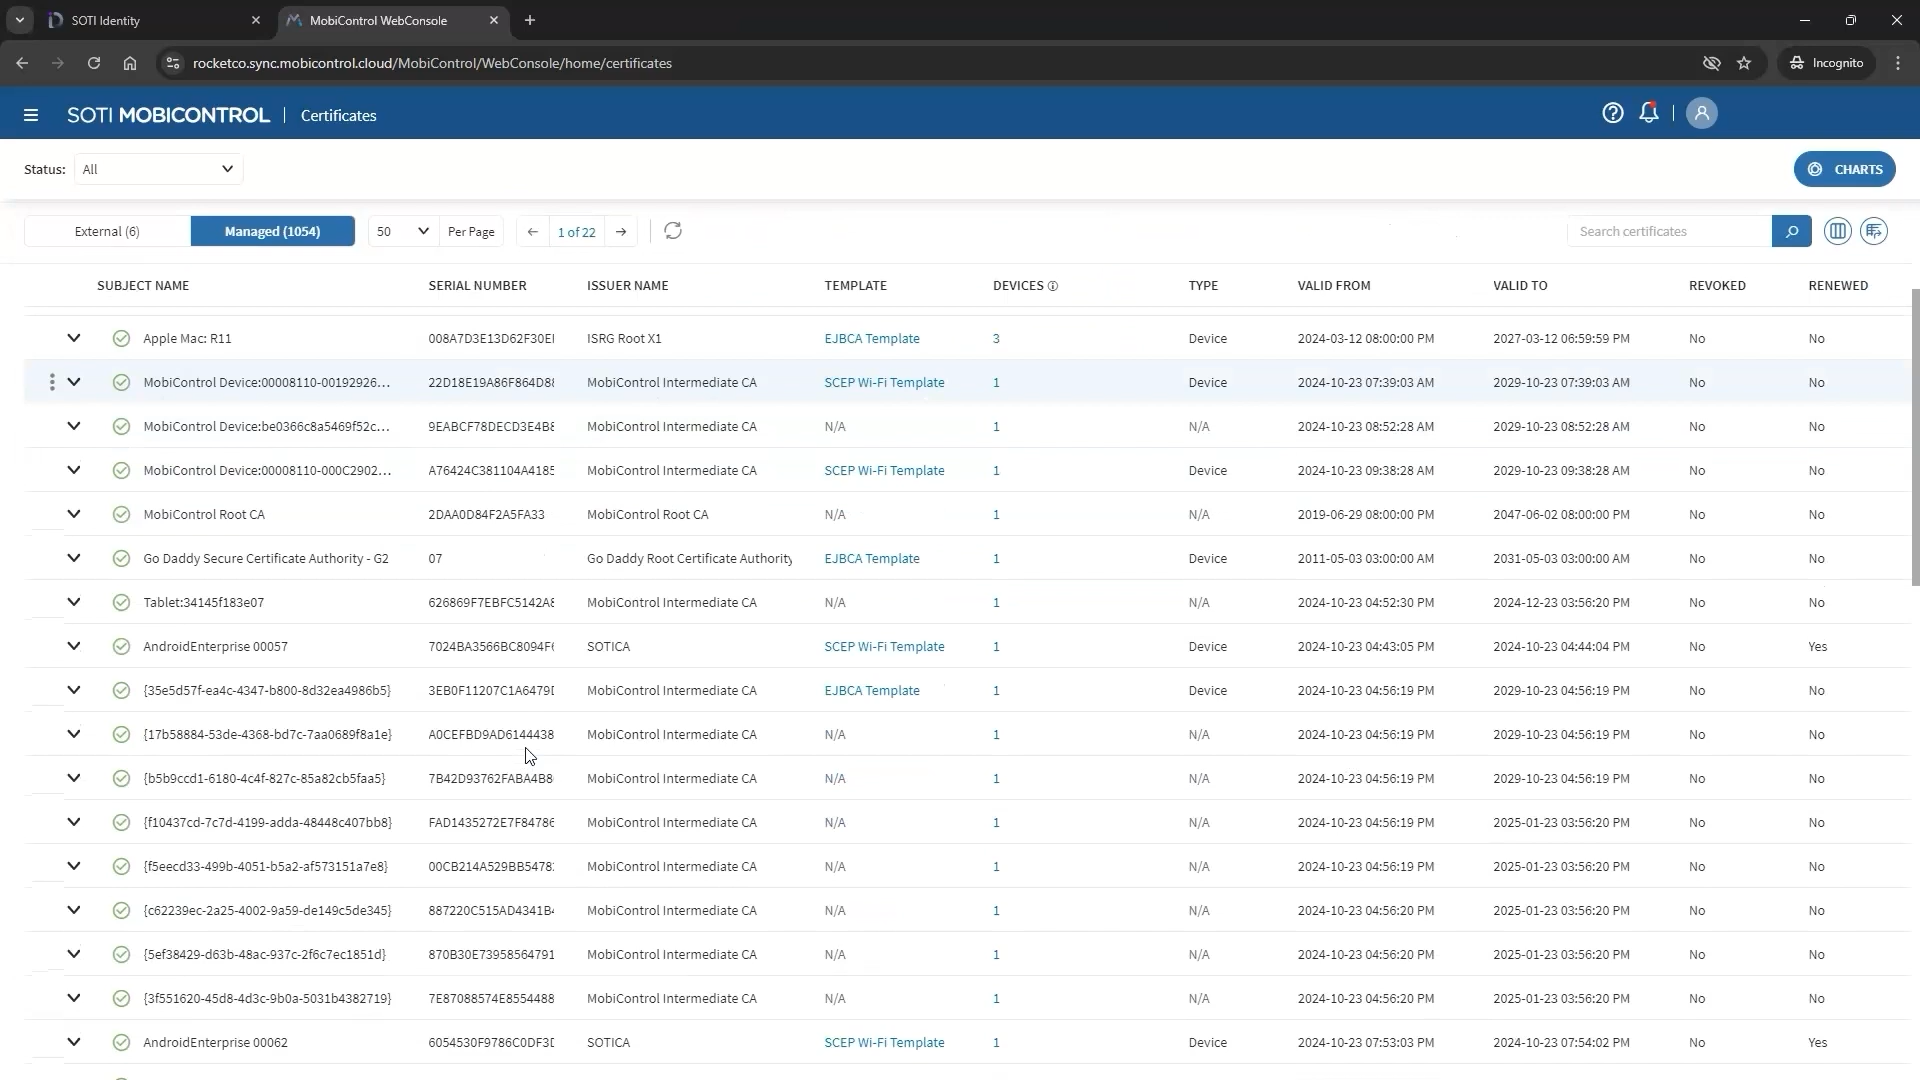 SOTI Identity
MobiControl WebConsole
rocketco.sync.mobicontrol.cloud/MobiControl/WebConsole/home/certificates
Incognito
SOTI MOBICONTROL | Certificates
Status: All
CHARTS
External (6) Managed (1054) 50 Per Page 1 of 22 Search certificates
SUBJECT NAME SERIAL NUMBER ISSUER NAME TEMPLATE DEVICES TYPE VALID FROM VALID TO REVOKED RENEWED
Apple Mac: R11 008A7D3E13D62F30EI ISRG Root X1 EJBCA Template 3 Device 2024-03-12 08:00:00 PM 2027-03-12 06:59:59 PM No No
MobiControl Device:00008110-00192926... 22D18E19A86F864D8 MobiControl Intermediate CA SCEP Wi-Fi Template 1 Device 2024-10-23 07:39:03 AM 2029-10-23 07:39:03 AM No No
MobiControl Device:be0366c8a5469f52c... 9EABCF78DECD3E4B8 MobiControl Intermediate CA N/A 1 N/A 2024-10-23 08:52:28 AM 2029-10-23 08:52:28 AM No No
MobiControl Device:00008110-000C2902... A76424C381104A4185 MobiControl Intermediate CA SCEP Wi-Fi Template 1 Device 2024-10-23 09:38:28 AM 2029-10-23 09:38:28 AM No No
MobiControl Root CA 2DAA0D84F2A5FA33 MobiControl Root CA N/A 1 N/A 2019-06-29 08:00:00 PM 2047-06-02 08:00:00 PM No No
Go Daddy Secure Certificate Authority - G2 07 Go Daddy Root Certificate Authority EJBCA Template 1 Device 2011-05-03 03:00:00 AM 2031-05-03 03:00:00 AM No No
Tablet:34145f183e07 626869F7EBFC5142A8 MobiControl Intermediate CA N/A 1 N/A 2024-10-23 04:52:30 PM 2024-12-23 03:56:20 PM No No
AndroidEnterprise 00057 7024BA3566BC8094F SOTICA SCEP Wi-Fi Template 1 Device 2024-10-23 04:43:05 PM 2024-10-23 04:44:04 PM No Yes
{35e5d57f-ea4c-4347-b800-8d32ea4986b5} 3EB0F11207C1A6479 MobiControl Intermediate CA EJBCA Template 1 Device 2024-10-23 04:56:19 PM 2029-10-23 04:56:19 PM No No
{17b58884-53de-4368-bd7c-7aa0689f8a1e} A0CEFBD9AD6144438 MobiControl Intermediate CA N/A 1 N/A 2024-10-23 04:56:19 PM 2029-10-23 04:56:19 PM No No
{b5b9ccd1-6180-4c4f-827c-85a82cb5faa5} 7B42D93762FABA4B8 MobiControl Intermediate CA N/A 1 N/A 2024-10-23 04:56:19 PM 2029-10-23 04:56:19 PM No No
{f10437cd-7c7d-4199-adda-48448c407bb8} FAD1435272E7F84786 MobiControl Intermediate CA N/A 1 N/A 2024-10-23 04:56:19 PM 2025-01-23 03:56:20 PM No No
{f5eecd33-499b-4051-b5a2-af573151a7e8} 00CB214A529BB5478 MobiControl Intermediate CA N/A 1 N/A 2024-10-23 04:56:19 PM 2025-01-23 03:56:20 PM No No
{c62239ec-2a25-4002-9a59-de149c5de345} 887220C515AD4341B MobiControl Intermediate CA N/A 1 N/A 2024-10-23 04:56:20 PM 2025-01-23 03:56:20 PM No No
{5ef38429-d63b-48ac-937c-2f6c7ec1851d} 870B30E73958564791 MobiControl Intermediate CA N/A 1 N/A 2024-10-23 04:56:20 PM 2025-01-23 03:56:20 PM No No
{3f551620-45d8-4d3c-9b0a-5031b4382719} 7E87088574E8554488 MobiControl Intermediate CA N/A 1 N/A 2024-10-23 04:56:20 PM 2025-01-23 03:56:20 PM No No
AndroidEnterprise 00062 6054530F9786C0DF3 SOTICA SCEP Wi-Fi Template 1 Device 2024-10-23 07:53:03 PM 2024-10-23 07:54:02 PM No Yes